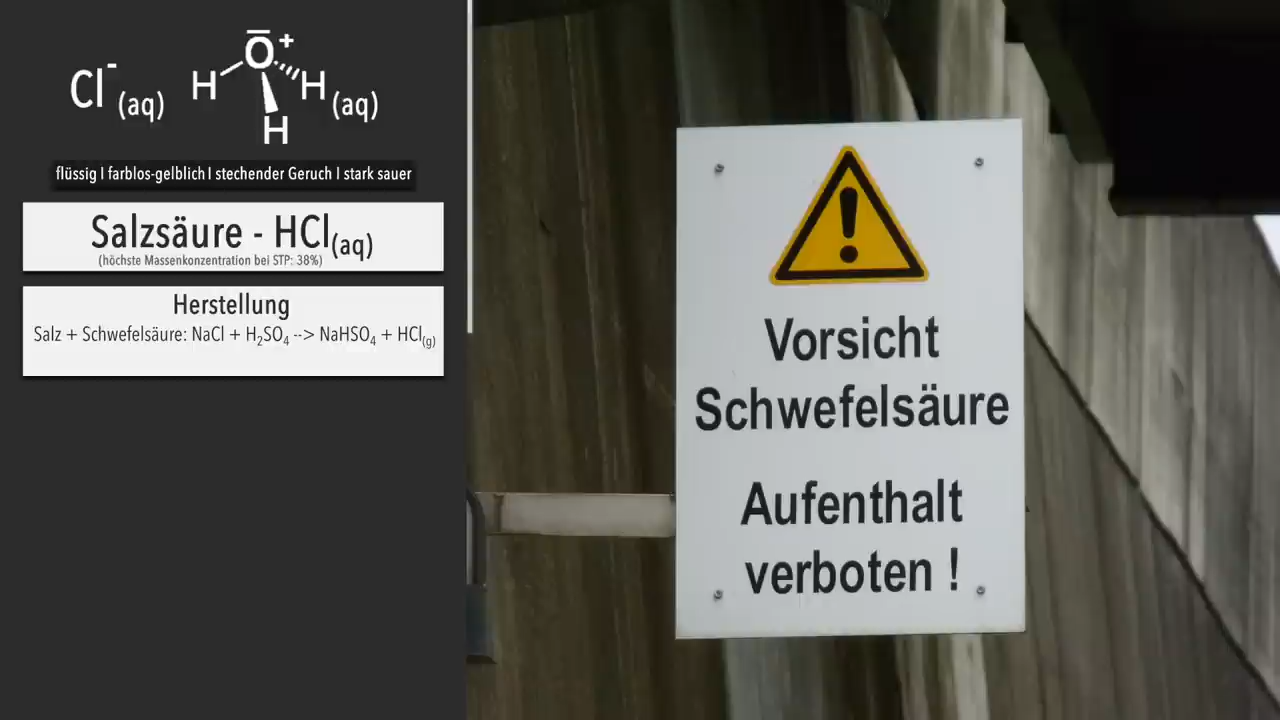 Cl⁻(aq) H O⁺ H H (aq)
flüssig I farblos-gelblich I stechender Geruch I stark sauer
Salzsäure - HCl(aq)
(höchste Massenkonzentration bei STP: 38%)
Herstellung
Salz + Schwefelsäure: NaCl + H₂SO₄ --> NaHSO₄ + HCl(g)
Vorsicht
Schwefelsäure
Aufenthalt
verboten !